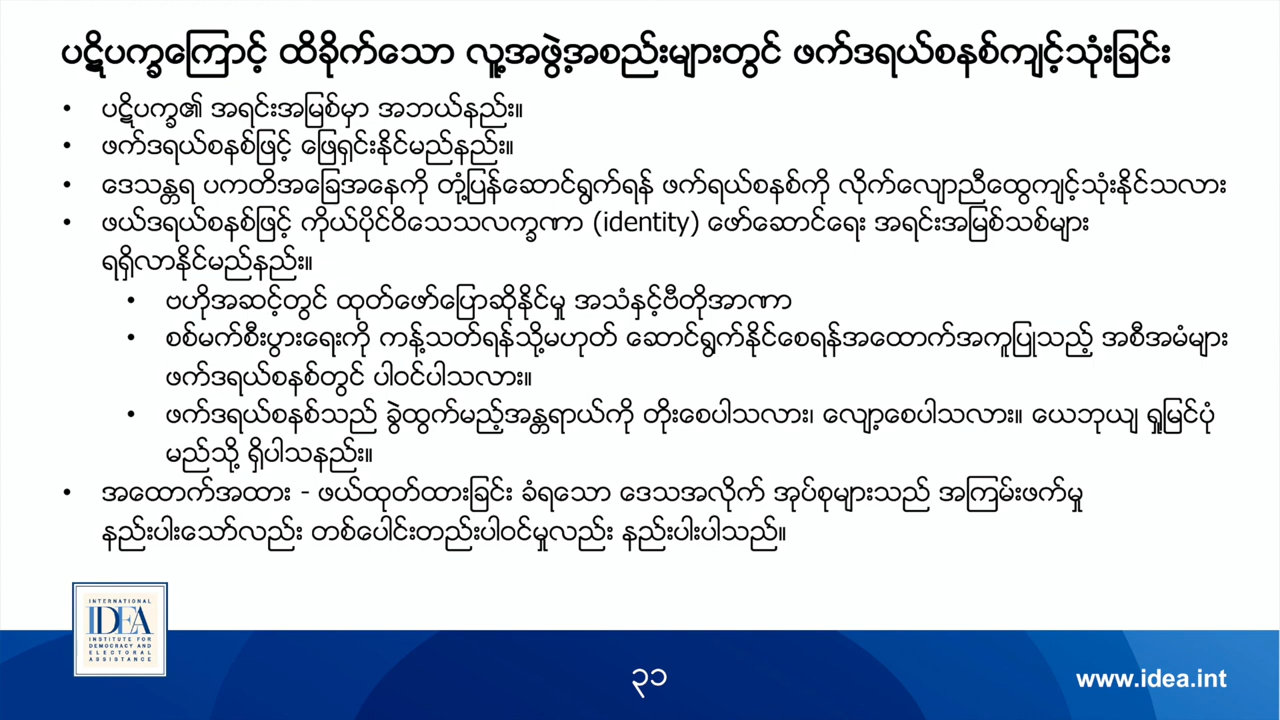 ပဋိပက္ခကြောင့် ထိခိုက်သော လူ့အဖွဲ့အစည်းများတွင် ဖက်ဒရယ်စနစ်ကျင့်သုံးခြင်း
• ပဋိပက္ခ၏ အရင်းအမြစ်မှာ အဘယ်နည်း။
• ဖက်ဒရယ်စနစ်ဖြင့် ဖြေရှင်းနိုင်မည်နည်း။
• ဒေသန္တရ ပကတိအခြေအနေကို တုံ့ပြန်ဆောင်ရွက်ရန် ဖက်ရယ်စနစ်ကို လိုက်လျောညီထွေကျင့်သုံးနိုင်သလား
• ဖယ်ဒရယ်စနစ်ဖြင့် ကိုယ်ပိုင်ဝိသေသလက္ခဏာ (identity) ဖော်ဆောင်ရေး အရင်းအမြစ်သစ်များ
ရရှိလာနိုင်မည်နည်း။
• ဗဟိုအဆင့်တွင် ထုတ်ဖော်ပြောဆိုနိုင်မှု အသံနှင့်ဗီတိုအာဏာ
• စစ်မက်စီးပွားရေးကို ကန့်သတ်ရန်သို့မဟုတ် ဆောင်ရွက်နိုင်စေရန်အထောက်အကူပြုသည့် အစီအမံများ
ဖက်ဒရယ်စနစ်တွင် ပါဝင်ပါသလား။
• ဖက်ဒရယ်စနစ်သည် ခွဲထွက်မည့်အန္တရာယ်ကို တိုးစေပါသလား၊ လျော့စေပါသလား။ ယေဘုယျ ရှုမြင်ပုံ
မည်သို့ ရှိပါသနည်း။
• အထောက်အထား - ဖယ်ထုတ်ထားခြင်း ခံရသော ဒေသအလိုက် အုပ်စုများသည် အကြမ်းဖက်မှု
နည်းပါးသော်လည်း တစ်ပေါင်းတည်းပါဝင်မှုလည်း နည်းပါးပါသည်။
INTERNATIONAL
IDEA
INSTITUTE FOR
DEMOCRACY AND
ELECTORAL
ASSISTANCE
၃၁
www.idea.int